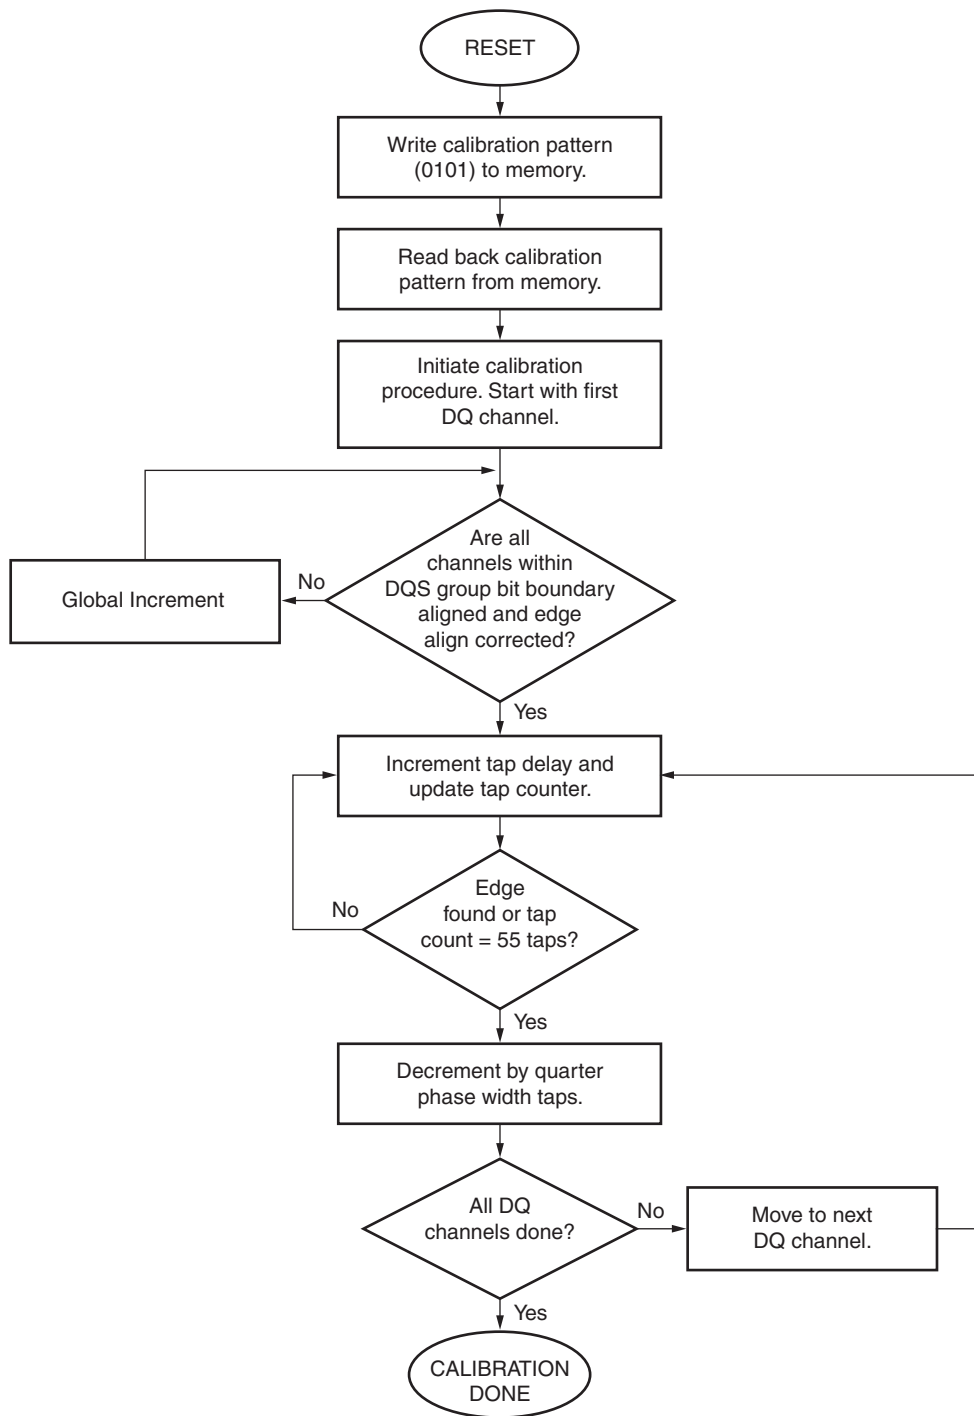 RESET
Write calibration pattern
(0101) to memory.
Read back calibration
pattern from memory.
Initiate calibration
procedure. Start with first
DQ channel.
Are all
channels within
DQS group bit boundary
aligned and edge
align corrected?
No
Global Increment
Yes
Increment tap delay and
update tap counter.
Edge
found or tap
count = 55 taps?
No
Yes
Decrement by quarter
phase width taps.
All DQ
channels done?
No
Move to next
DQ channel.
Yes
CALIBRATION
DONE